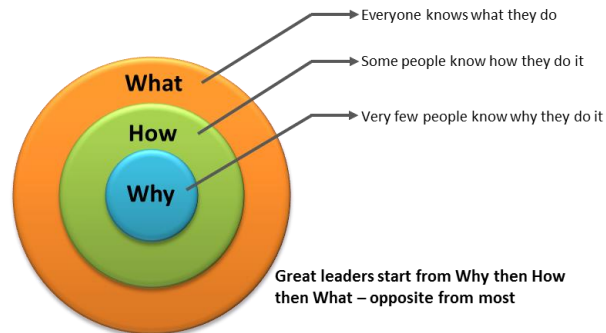 Everyone knows what they do
What
Some people know how they do it
How
Very few people know why they do it
Why
Great leaders start from Why then How
then What – opposite from most